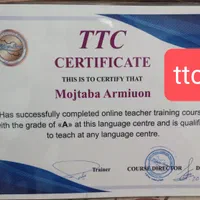 TTC
CERTIFICATE
THIS IS TO CERTIFY THAT
Mojtaba Armiuon
ttc
Has successfully completed online teacher training cours
with the grade of «A» at this language centre and is qualifi
to teach at any language centre.
Trainer
COURSE DIRECTOR
D